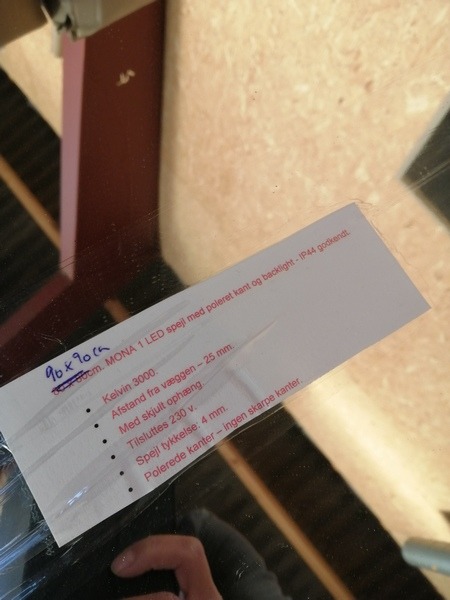 90x90cm
cm. MONA 1 LED spejl med poleret kant og backlight - IP44 godkendt.
• Kelvin 3000:
• Afstand fra væggen – 25 mm.
• Med skjult ophæng
• Tilsluttes 230 v.
• Spejl tykkelse: 4 mm.
• Polerede kanter – ingen skarpe kanter.